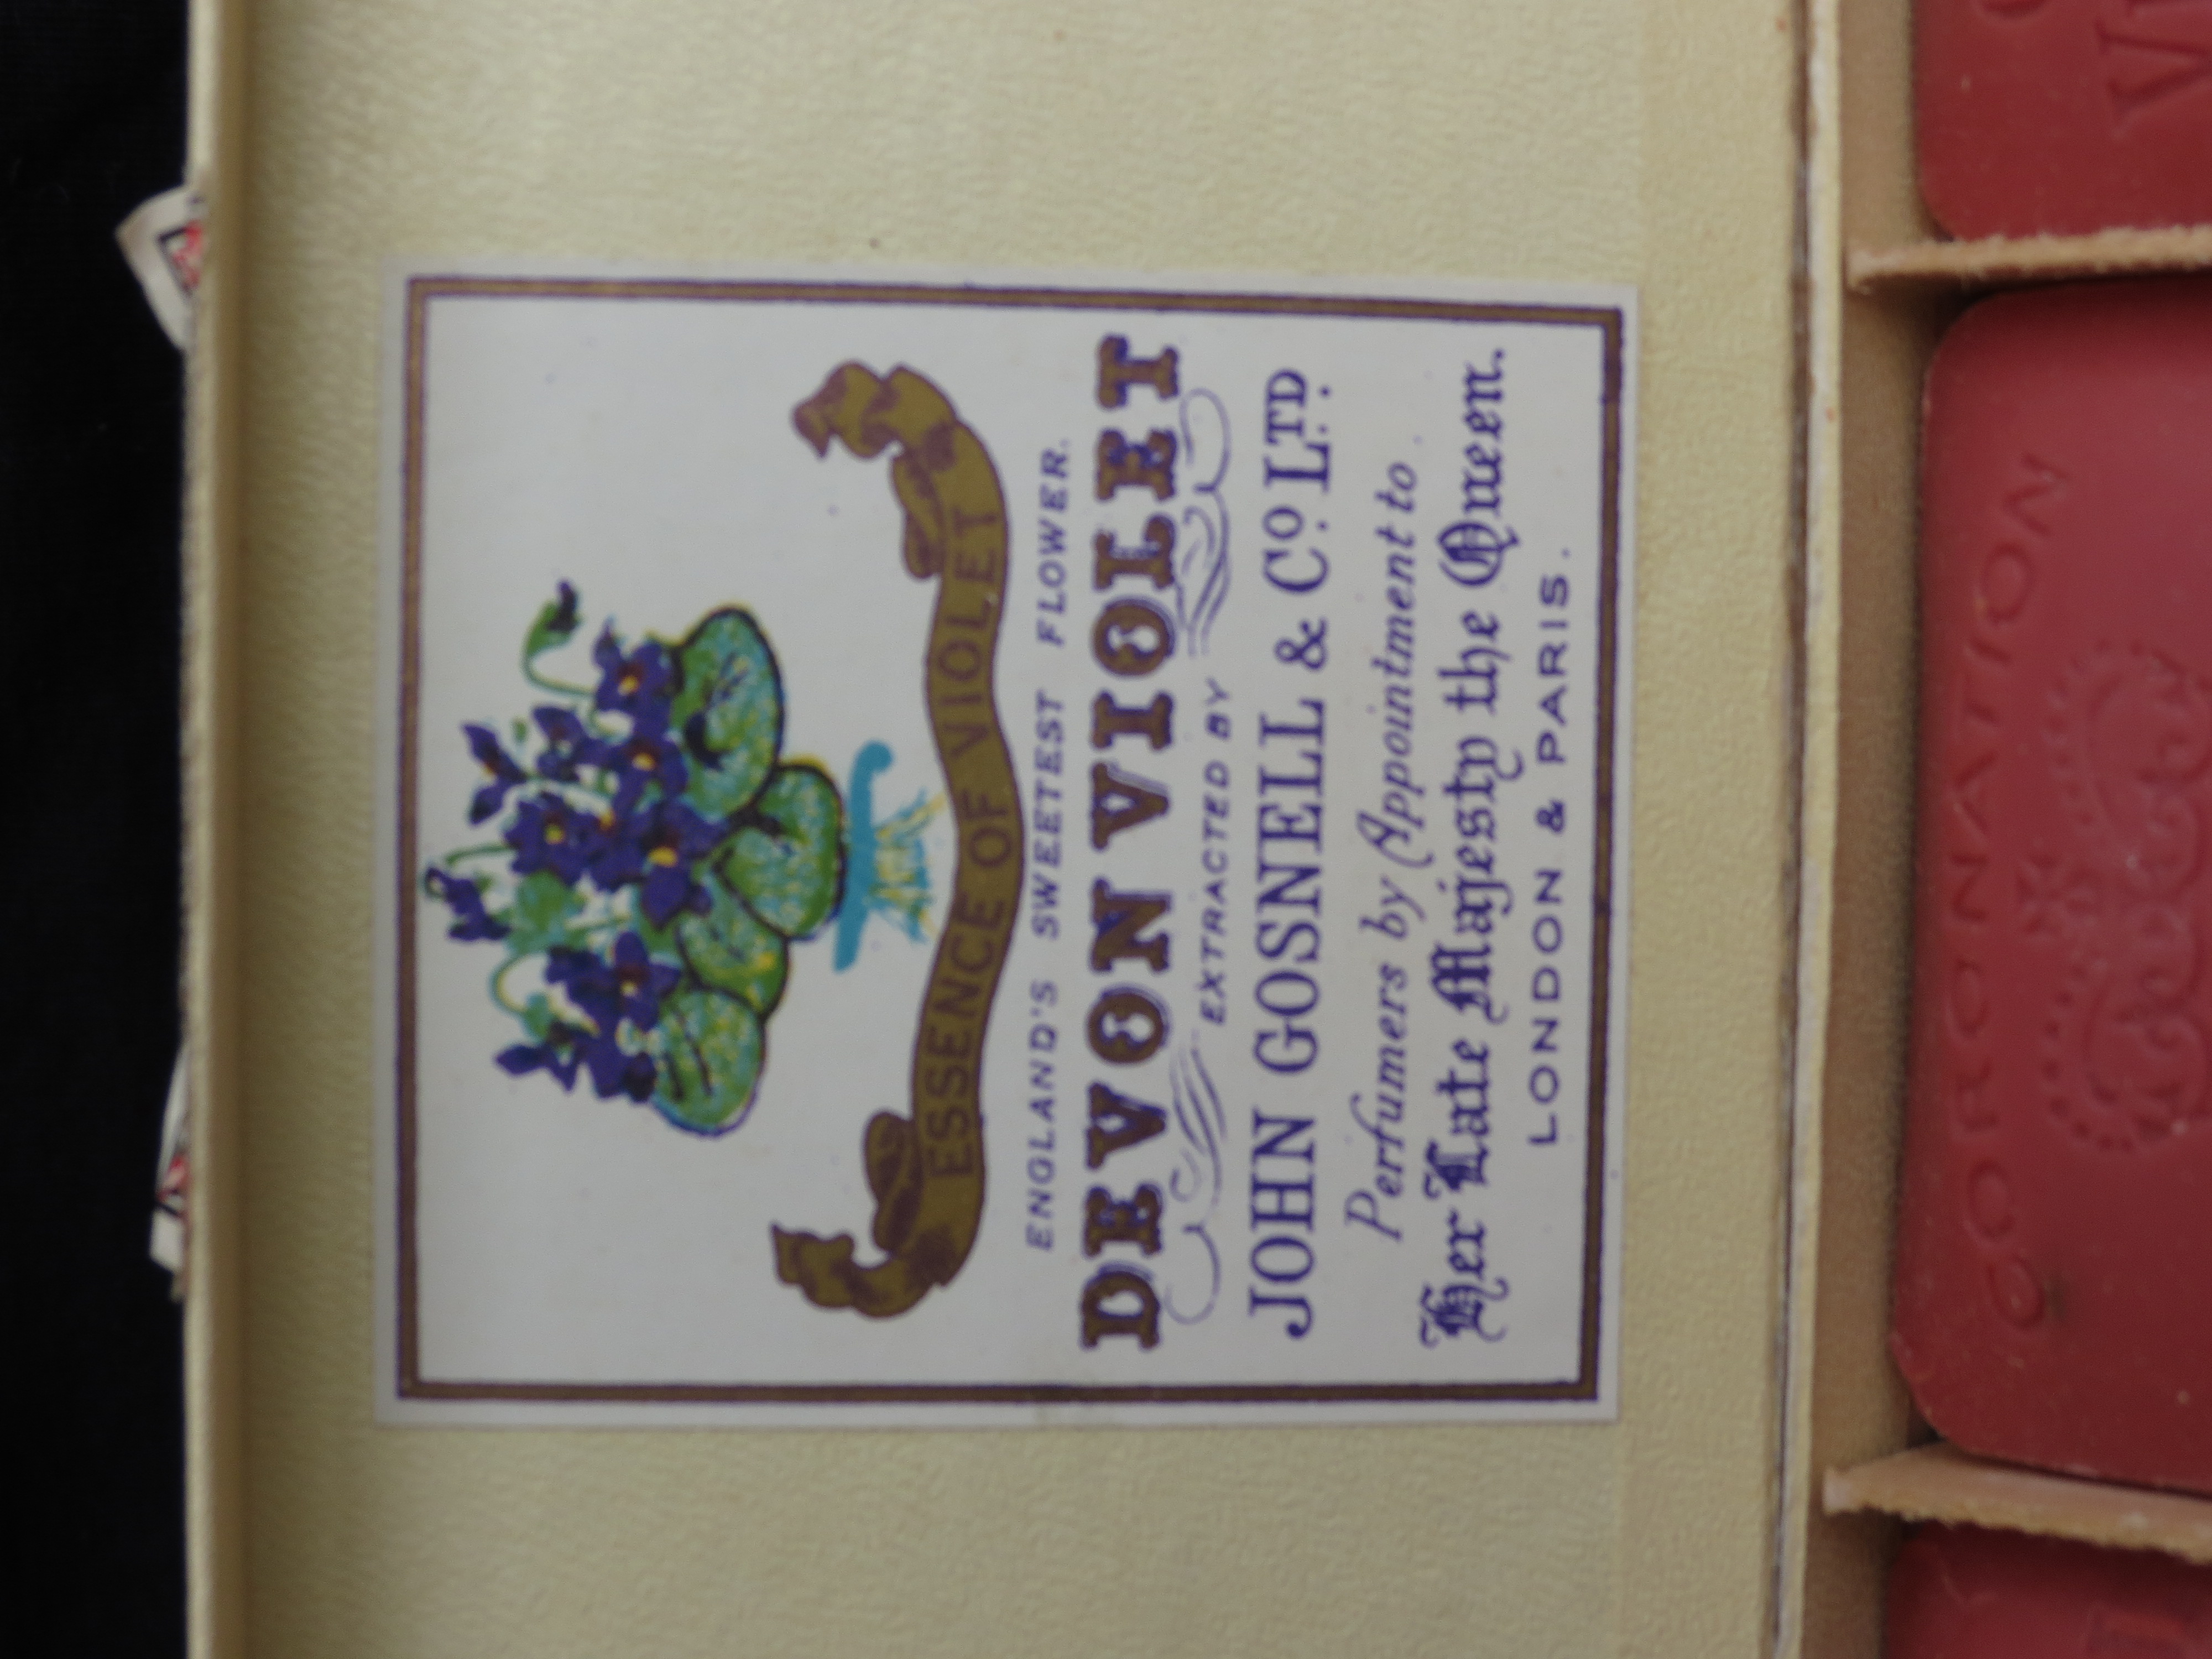 ESSENCE OF VIOLET
ENGLAND'S SWEETEST FLOWER.
DEVON VIOLET
EXTRACTED BY
JOHN GOSNELL & Co. LTD.
Perfumers by Appointment to
Her Late Majesty the Queen.
LONDON & PARIS.
CORONATION